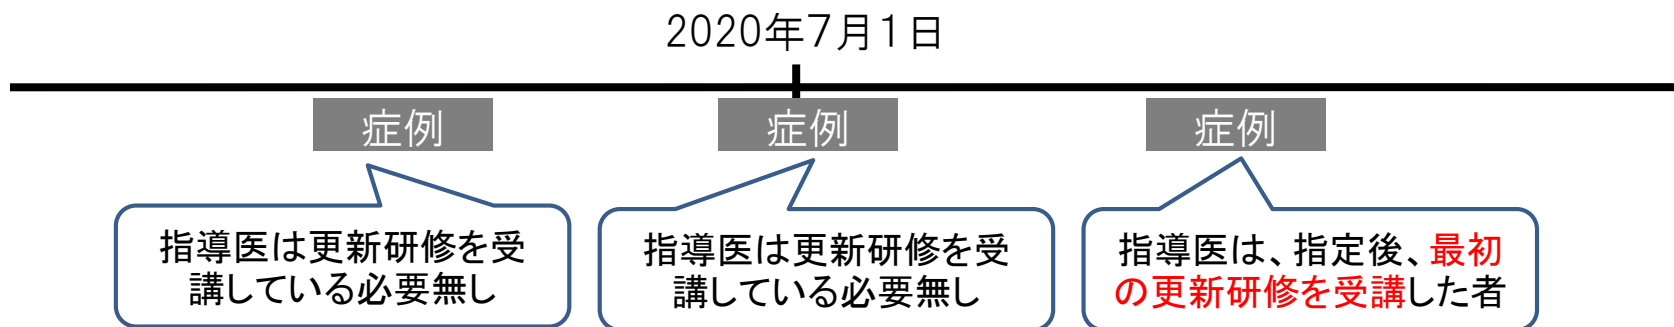 2020年7月1日
症例
症例
症例
指導医は更新研修を受
講している必要無し
指導医は更新研修を受
講している必要無し
指導医は、指定後、最初
の更新研修を受講した者